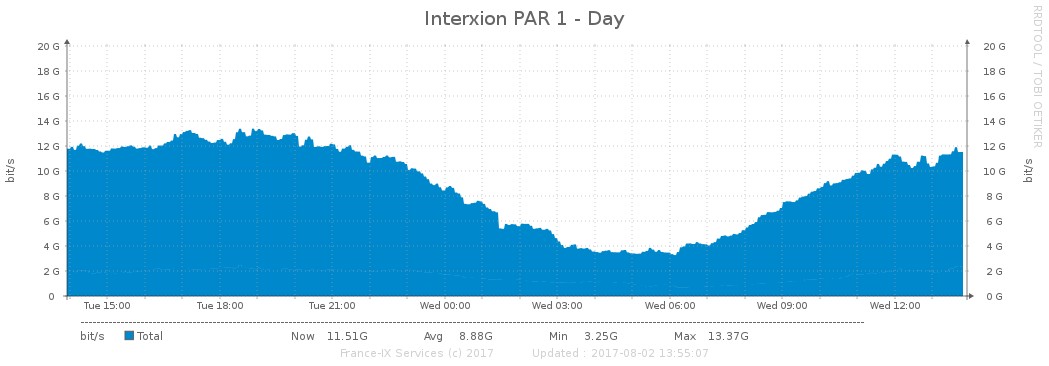 Interxion PAR 1 - Day
RRDTOOL / TOBI OETIKER
bit/s
20 G 20 G
18 G 18 G
16 G 16 G
14 G 14 G
12 G 12 G
10 G 10 G
8 G 8 G
6 G 6 G
4 G 4 G
2 G 2 G
0 0 G
bit/s
Tue 15:00 Tue 18:00 Tue 21:00 Wed 00:00 Wed 03:00 Wed 06:00 Wed 09:00 Wed 12:00
bit/s Total Now 11.51G Avg 8.88G Min 3.25G Max 13.37G
France-IX Services (c) 2017 Updated : 2017-08-02 13:55:07